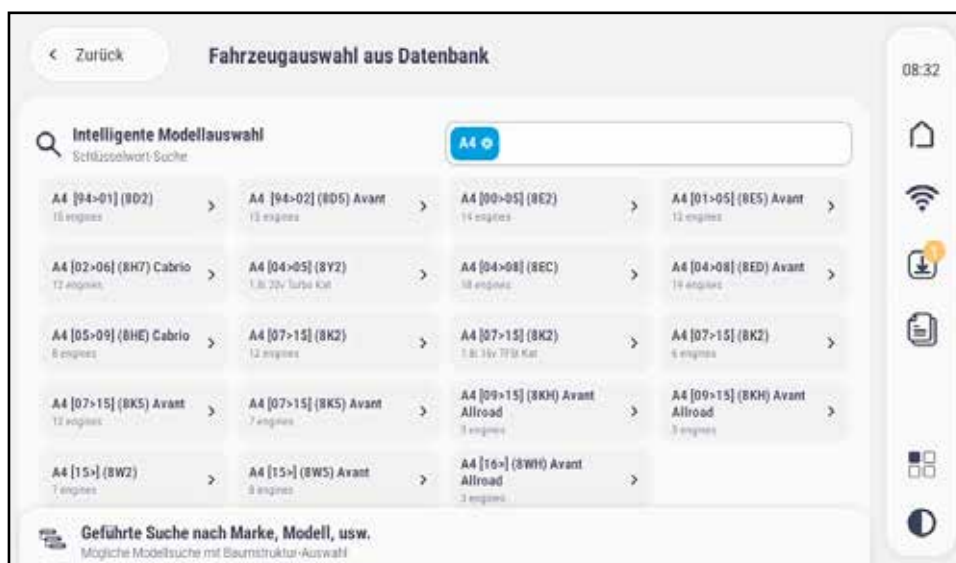 Zurück
Fahrzeugauswahl aus Datenbank
08:32
Intelligente Modellauswahl
Schlüsselwort-Suche
A4
A4 [94>01] (8D2)
15 engines
A4 [94>02] (8D5) Avant
15 engines
A4 [00>05] (8E2)
14 engines
A4 [01>05] (8E5) Avant
12 engines
A4 [02>06] (8H7) Cabrio
12 engines
A4 [04>05] (8Y2)
1.8i 20v Turbo Kat
A4 [04>08] (8EC)
18 engines
A4 [04>08] (8ED) Avant
19 engines
A4 [05>09] (8HE) Cabrio
8 engines
A4 [07>15] (8K2)
12 engines
A4 [07>15] (8K2)
1.8i 16v TFSI Kat
A4 [07>15] (8K2)
6 engines
A4 [07>15] (8K5) Avant
12 engines
A4 [07>15] (8K5) Avant
7 engines
A4 [09>15] (8KH) Avant
Allroad
3 engines
A4 [09>15] (8KH) Avant
Allroad
3 engines
A4 [15>] (8W2)
7 engines
A4 [15>] (8W5) Avant
8 engines
A4 [16>] (8WH) Avant
Allroad
3 engines
Geführte Suche nach Marke, Modell, usw.
Mögliche Modellsuche mit Baumstruktur-Auswahl